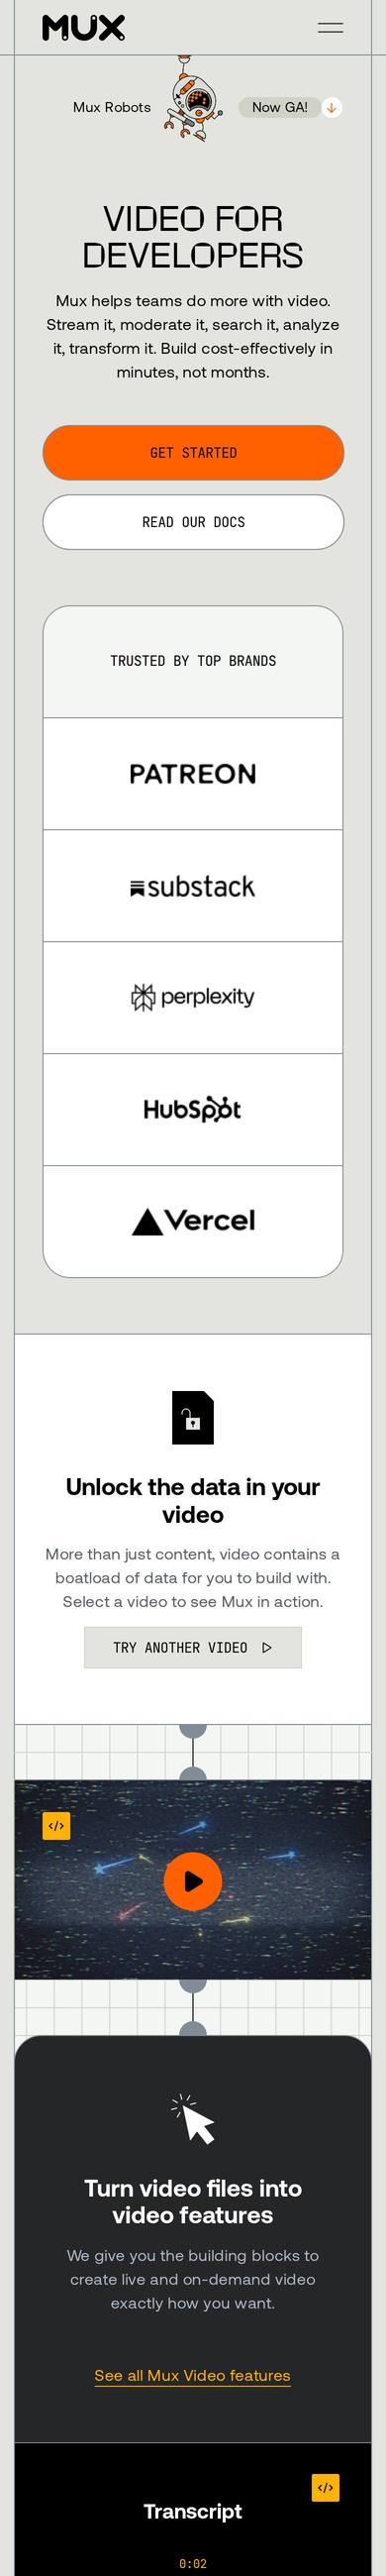 MUX
Mux Robots
Now GA!
VIDEO FOR
DEVELOPERS
Mux helps teams do more with video.
Stream it, moderate it, search it, analyze
it, transform it. Build cost-effectively in
minutes, not months.
GET STARTED
READ OUR DOCS
TRUSTED BY TOP BRANDS
PATREON
substack
perplexity
HubSpot
Vercel
Unlock the data in your
video
More than just content, video contains a
boatload of data for you to build with.
Select a video to see Mux in action.
TRY ANOTHER VIDEO
</>
Turn video files into
video features
We give you the building blocks to
create live and on-demand video
exactly how you want.
See all Mux Video features
</>
Transcript
0:02